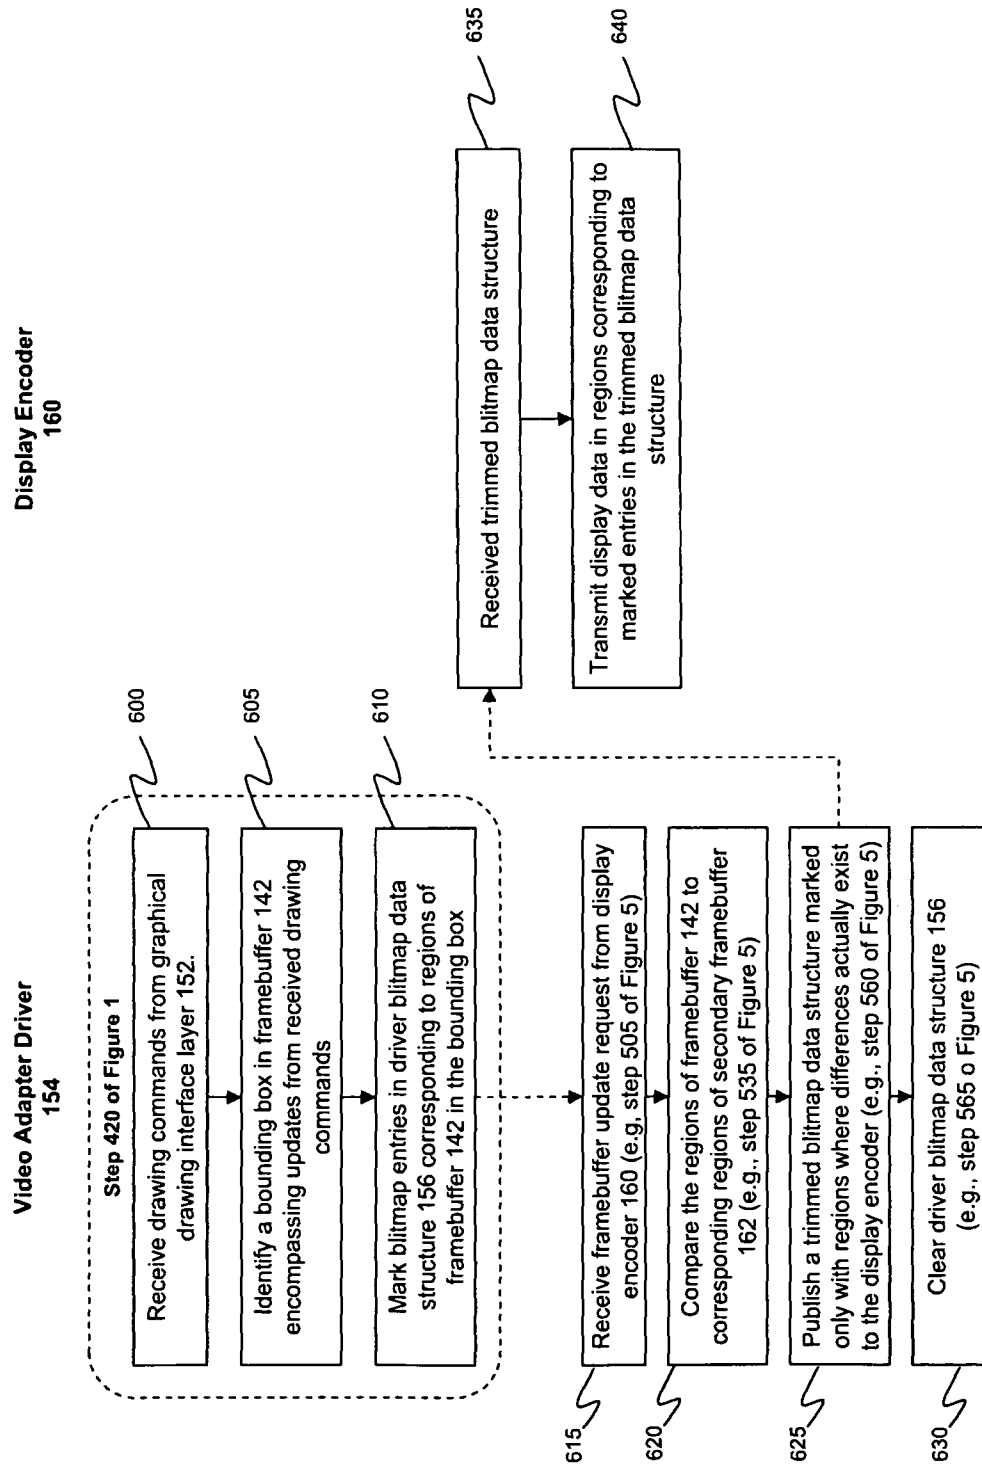 Video Adapter Driver
154
Step 420 of Figure 1
Receive drawing commands from graphical
drawing interface layer 152.
600
Identify a bounding box in framebuffer 142
encompassing updates from received drawing
commands
605
Mark blitmap entries in driver blitmap data
structure 156 corresponding to regions of
framebuffer 142 in the bounding box
610
615
Receive framebuffer update request from display
encoder 160 (e.g., step 505 of Figure 5)
620
Compare the regions of framebuffer 142 to
corresponding regions of secondary framebuffer
162 (e.g., step 535 of Figure 5)
625
Publish a trimmed blitmap data structure marked
only with regions where differences actually exist
to the display encoder (e.g., step 560 of Figure 5)
630
Clear driver blitmap data structure 156
(e.g., step 565 o Figure 5)
Display Encoder
160
Received trimmed blitmap data structure
635
Transmit display data in regions corresponding to
marked entries in the trimmed blitmap data
structure
640